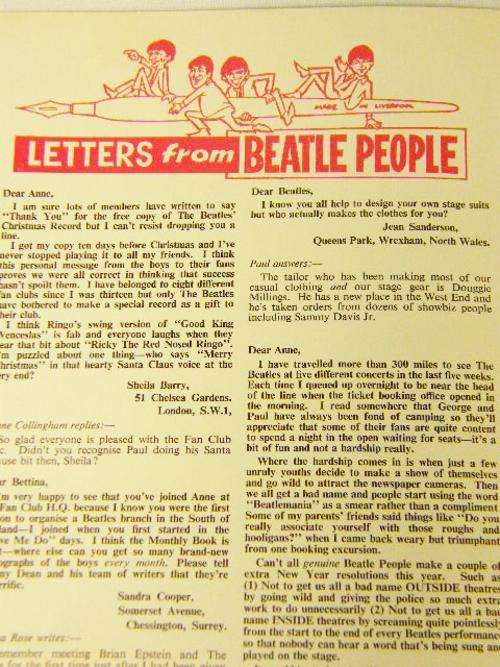 MADE IN LIVERPOOL
LETTERS from BEATLE PEOPLE
Dear Anne,
I am sure lots of members have written to say
"Thank You" for the free copy of The Beatles'
Christmas Record but I can't resist dropping you a
line.
I got my copy ten days before Christmas and I've
never stopped playing it to all my friends. I think
this personal message from the boys to their fans
proves we were all correct in thinking that success
hasn't spoilt them. I have belonged to eight different
fan clubs since I was thirteen but only The Beatles
have bothered to make a special record as a gift to
their club.
I think Ringo's swing version of "Good King
Wenceslas" is fab and everyone laughs when they
ear that bit about "Ricky The Red Nosed Ringo".
I'm puzzled about one thing—who says "Merry
Christmas" in that hearty Santa Claus voice at the
ry end?
Sheila Barry,
51 Chelsea Gardens.
London, S.W.1,
ne Collingham replies:—
So glad everyone is pleased with the Fan Club
c. Didn't you recognise Paul doing his Santa
use bit then, Sheila?
ar Bettina,
'm very happy to see that you've joined Anne at
Fan Club H.Q. because I know you were the first
son to organise a Beatles branch in the South of
land—I joined when you first started in the
ve Me Do" days. I think the Monthly Book is
—where else can you get so many brand-new
ographs of the boys every month. Please tell
ny Dean and his team of writers that they're
rific.
Sandra Cooper,
Somerset Avenue,
Chessington, Surrey.
a Rose writes:—
emember meeting Brian Epstein and The
Dear Beatles,
I know you all help to design your own stage suits
but who actually makes the clothes for you?
Jean Sanderson,
Queens Park, Wrexham, North Wales.
Paul answers:—
The tailor who has been making most of our
casual clothing and our stage gear is Douggie
Millings. He has a new place in the West End and
he's taken orders from dozens of showbiz people
including Sammy Davis Jr.
Dear Anne,
I have travelled more than 300 miles to see The
Beatles at five different concerts in the last five weeks.
Each time I queued up overnight to be near the head
of the line when the ticket booking office opened in
the morning. I read somewhere that George and
Paul have always been fond of camping so they'll
appreciate that some of their fans are quite content
to spend a night in the open waiting for seats—it's a
bit of fun and not a hardship really.
Where the hardship comes in is when just a few
unruly youths decide to make a show of themselves
and go wild to attract the newspaper cameras. Then
we all get a bad name and people start using the word
"Beatlemania" as a smear rather than a compliment
Some of my parents' friends said things like "Do you
really associate yourself with those roughs and
hooligans?" when I came back weary but triumphant
from one booking excursion.
Can't all genuine Beatle People make a couple of
extra New Year resolutions this year. Such as
(1) Not to get us all a bad name OUTSIDE theatres
by going wild and giving the police so much extra
work to do unnecessarily (2) Not to get us all a bad
name INSIDE theatres by screaming quite pointlessly
from the start to the end of every Beatles performance
so that nobody can hear a word that's being sung and
played on the stage.